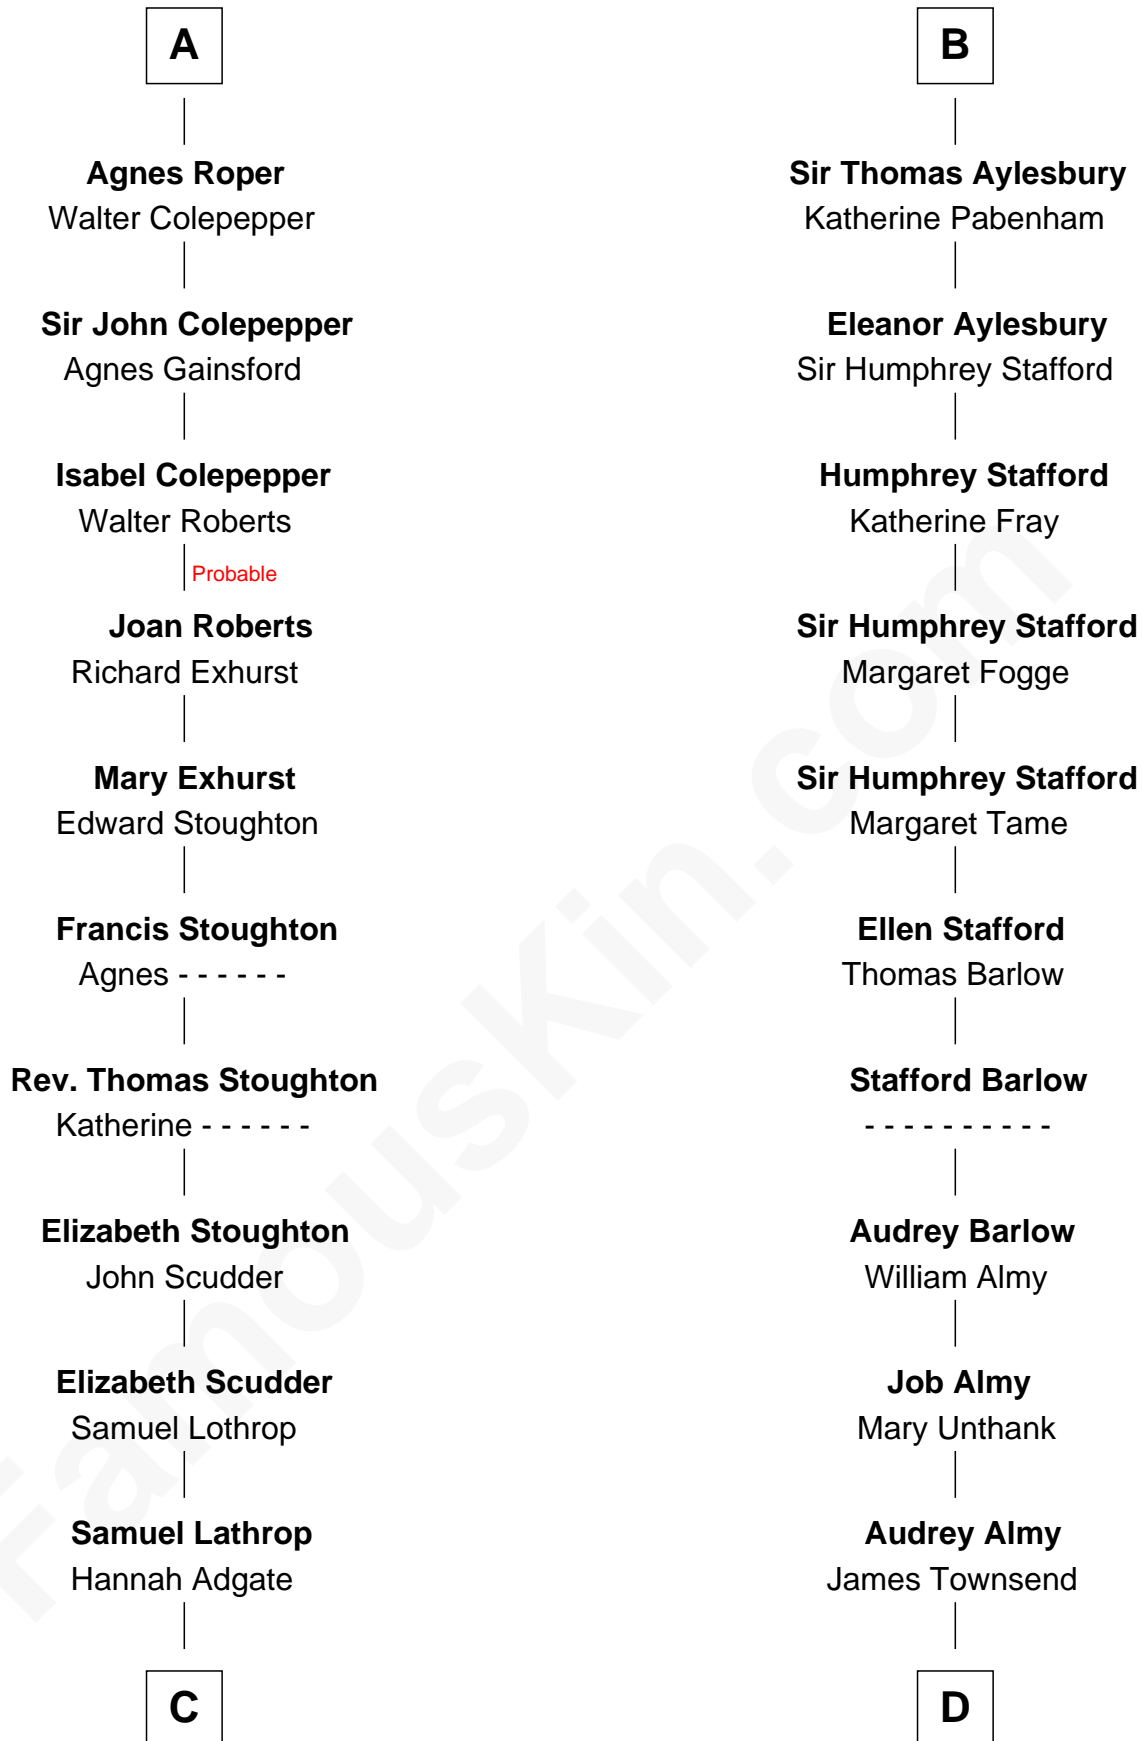 A
Agnes Roper
Walter Colepepper
Sir John Colepepper
Agnes Gainsford
Isabel Colepepper
Walter Roberts
Probable
Joan Roberts
Richard Exhurst
Mary Exhurst
Edward Stoughton
Francis Stoughton
Agnes - - - - - -
Rev. Thomas Stoughton
Katherine - - - - - -
Elizabeth Stoughton
John Scudder
Elizabeth Scudder
Samuel Lothrop
Samuel Lathrop
Hannah Adgate
C
B
Sir Thomas Aylesbury
Katherine Pabenham
Eleanor Aylesbury
Sir Humphrey Stafford
Humphrey Stafford
Katherine Fray
Sir Humphrey Stafford
Margaret Fogge
Sir Humphrey Stafford
Margaret Tame
Ellen Stafford
Thomas Barlow
Stafford Barlow
- - - - - - - - - -
Audrey Barlow
William Almy
Job Almy
Mary Unthank
Audrey Almy
James Townsend
D
FamousKin.com